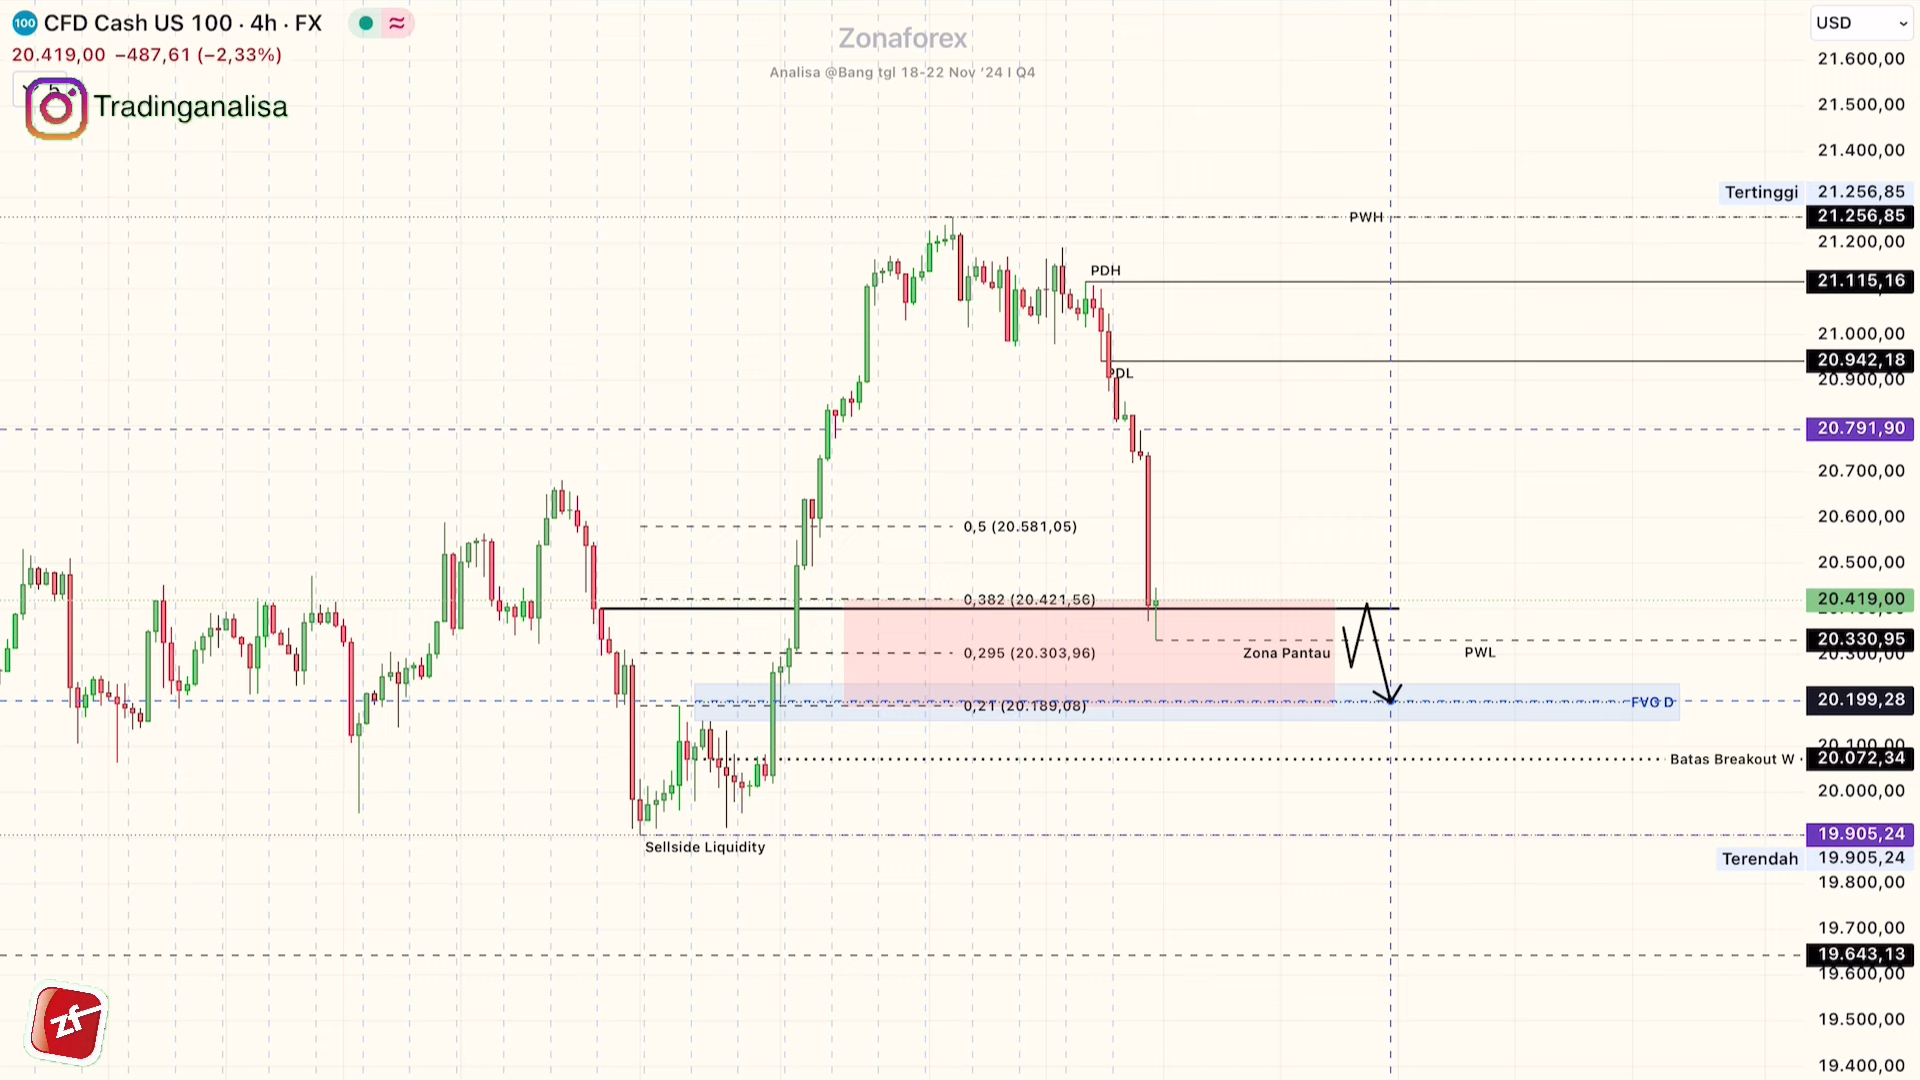 CFD Cash US 100 · 4h · FX
20.419,00 −487,61 (−2,33%)
Tradinganalisa
Zonaforex
Analisa @Bang tgl 18-22 Nov '24 I Q4
USD
21.600,00
21.500,00
21.400,00
Tertinggi 21.256,85
PWH 21.256,85
21.200,00
PDH
21.115,16
21.000,00
20.942,18
PDL
20.900,00
20.791,90
20.700,00
0,5 (20.581,05)
20.600,00
20.500,00
0,382 (20.421,56)
20.419,00
20.330,95
0,295 (20.303,96)
Zona Pantau
PWL
20.300,00
0,21 (20.189,08)
FVG D
20.199,28
20.100,00
Batas Breakout W
20.072,34
20.000,00
Sellside Liquidity
19.905,24
Terendah 19.905,24
19.800,00
19.700,00
19.643,13
19.600,00
19.500,00
19.400,00
zf